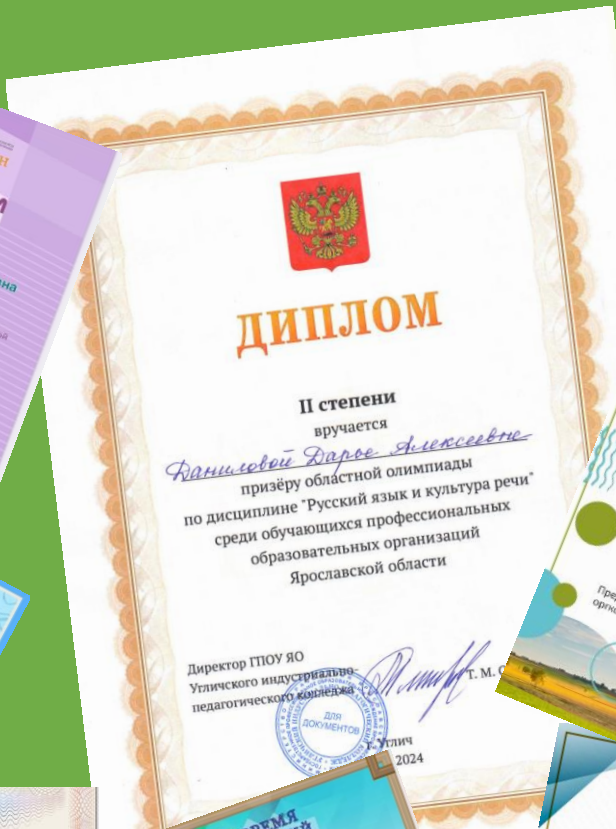 ДИПЛОМ
II степени
вручается
Даниловой Дарье Алексеевне
призёру областной олимпиады
по дисциплине "Русский язык и культура речи"
среди обучающихся профессиональных
образовательных организаций
Ярославской области
Директор ГПОУ ЯО
Угличского индустриально-
педагогического колледжа
Т. М.
ДЛЯ
ДОКУМЕНТОВ
г. Углич
2024